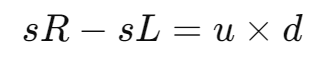 sR − sL = u × d